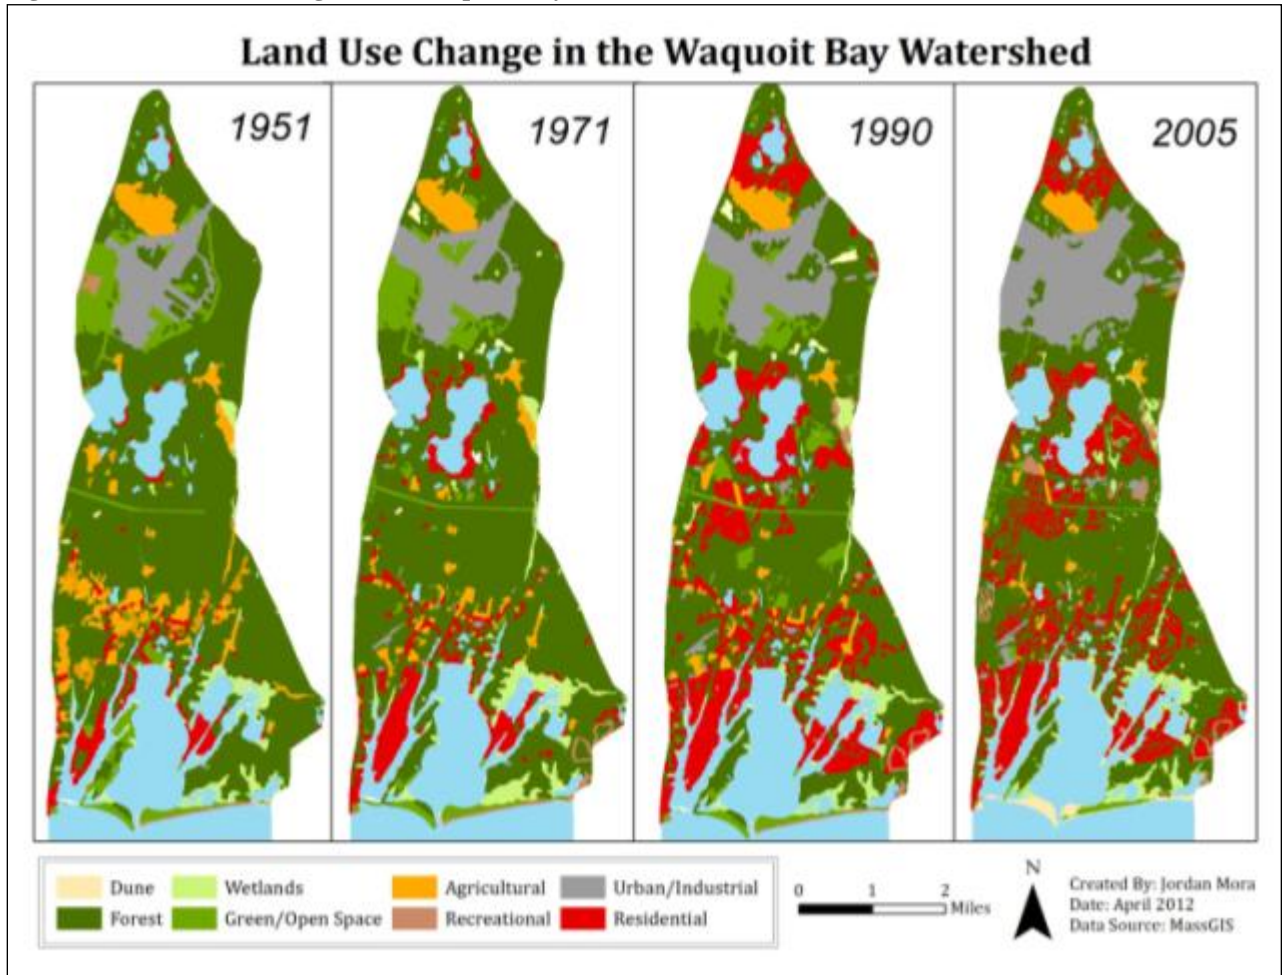 Land Use Change in the Waquoit Bay Watershed
1951
1971
1990
2005
Dune
Wetlands
Agricultural
Urban/Industrial
Forest
Green/Open Space
Recreational
Residential
0 1 2
Miles
N
Created By: Jordan Mora
Date: April 2012
Data Source: MassGIS